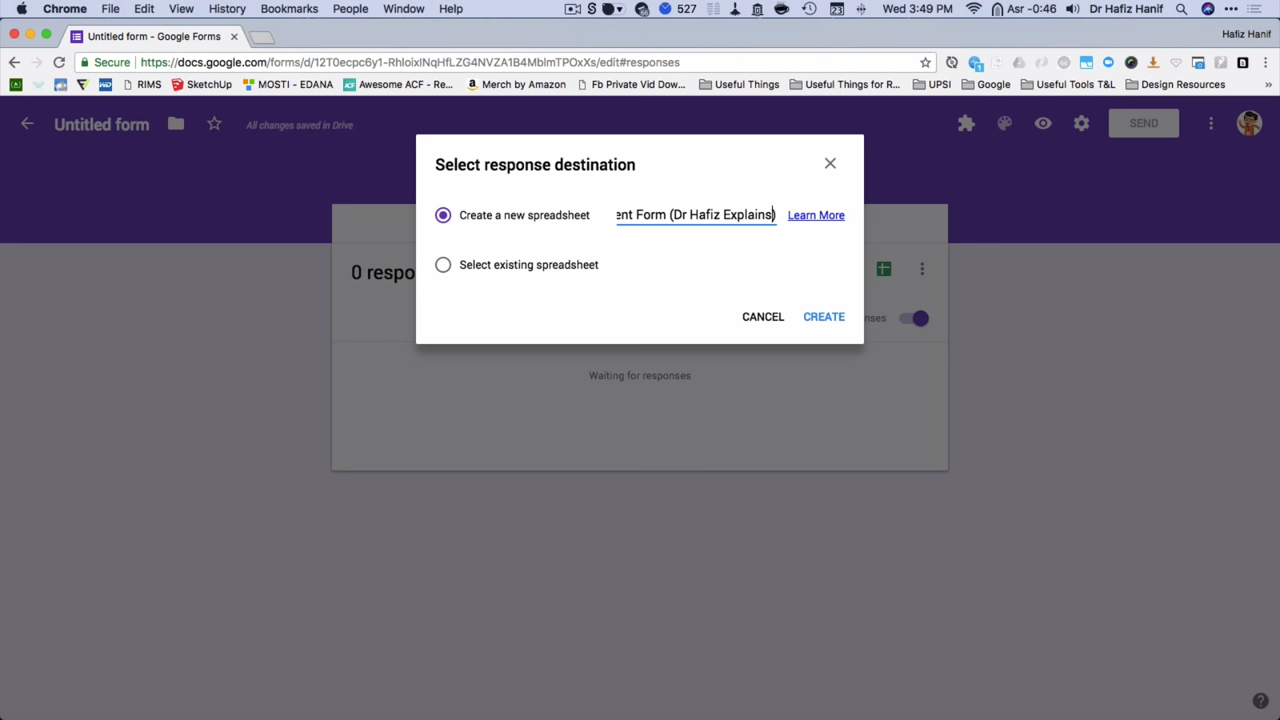 Chrome File Edit View History Bookmarks People Window Help 527 Wed 3:49 PM Asr -0:46 Dr Hafiz Hanif
Untitled form - Google Forms Hafiz Hanif
Secure https://docs.google.com/forms/d/12T0ecpc6y1-RhloixINqHfLZG4NVZA1B4MblmTPOxXs/edit#responses
RIMS SketchUp MOSTI - EDANA Awesome ACF - Re... Merch by Amazon Fb Private Vid Dow... Useful Things Useful Things for R... UPSI Google Useful Tools T&L Design Resources »
Untitled form All changes saved in Drive SEND
Select response destination
Create a new spreadsheet ent Form (Dr Hafiz Explains) Learn More
Select existing spreadsheet
0 respo
CANCEL CREATE nses
Waiting for responses